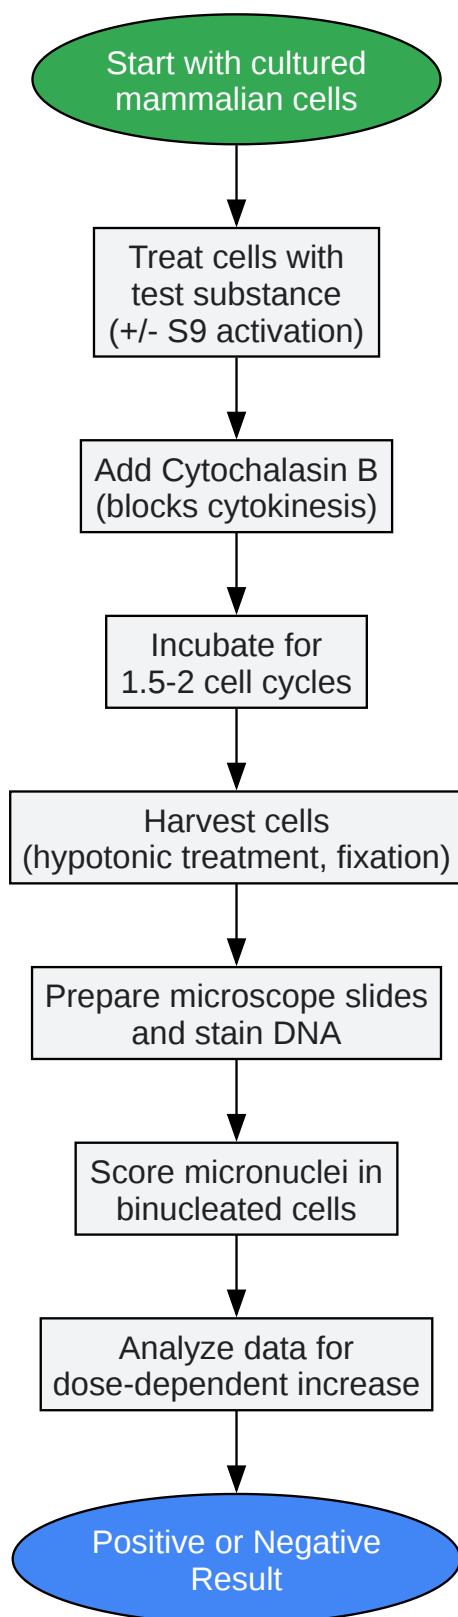 Start with cultured
mammalian cells
Treat cells with
test substance
(+/- S9 activation)
Add Cytochalasin B
(blocks cytokinesis)
Incubate for
1.5-2 cell cycles
Harvest cells
(hypotonic treatment, fixation)
Prepare microscope slides
and stain DNA
Score micronuclei in
binucleated cells
Analyze data for
dose-dependent increase
Positive or Negative
Result